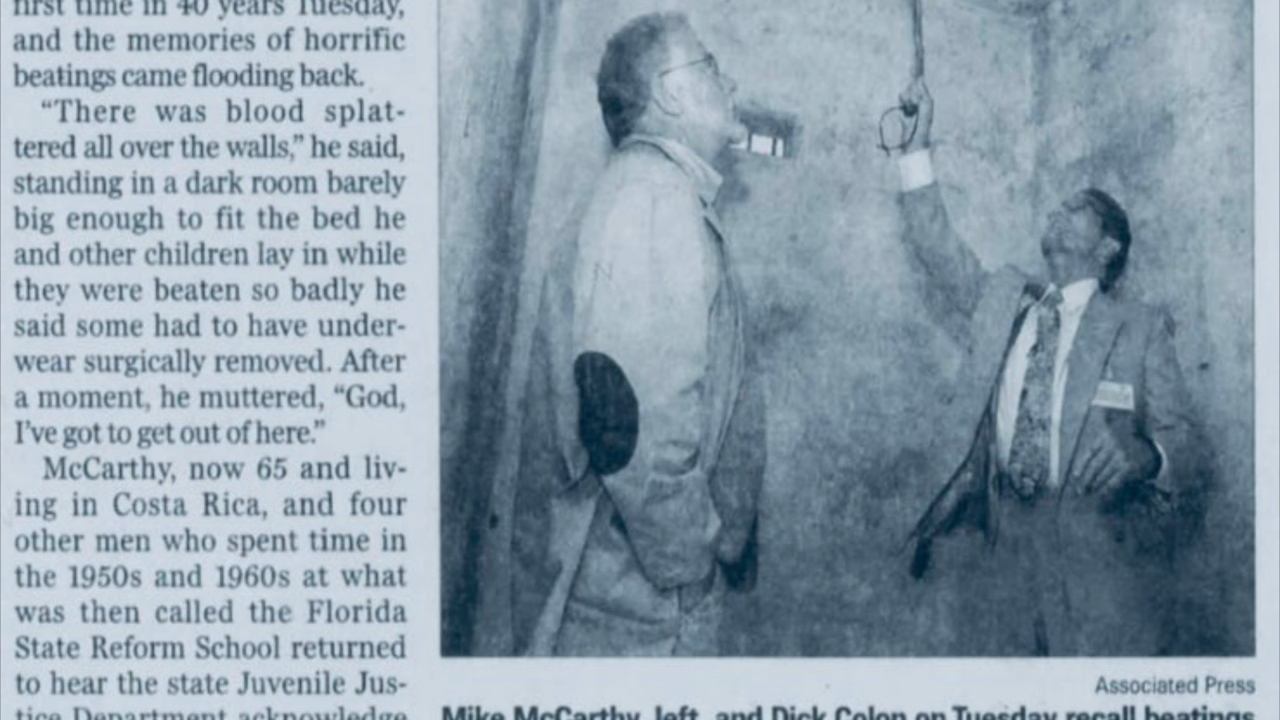 first time in 40 years Tuesday,
and the memories of horrific
beatings came flooding back.
“There was blood splat-
tered all over the walls,” he said,
standing in a dark room barely
big enough to fit the bed he
and other children lay in while
they were beaten so badly he
said some had to have under-
wear surgically removed. After
a moment, he muttered, “God,
I’ve got to get out of here.”
McCarthy, now 65 and liv-
ing in Costa Rica, and four
other men who spent time in
the 1950s and 1960s at what
was then called the Florida
State Reform School returned
to hear the state Juvenile Jus-
tice Department acknowledge
Associated Press
Mike McCarthy, left, and Dick Colon on Tuesday recall beatings